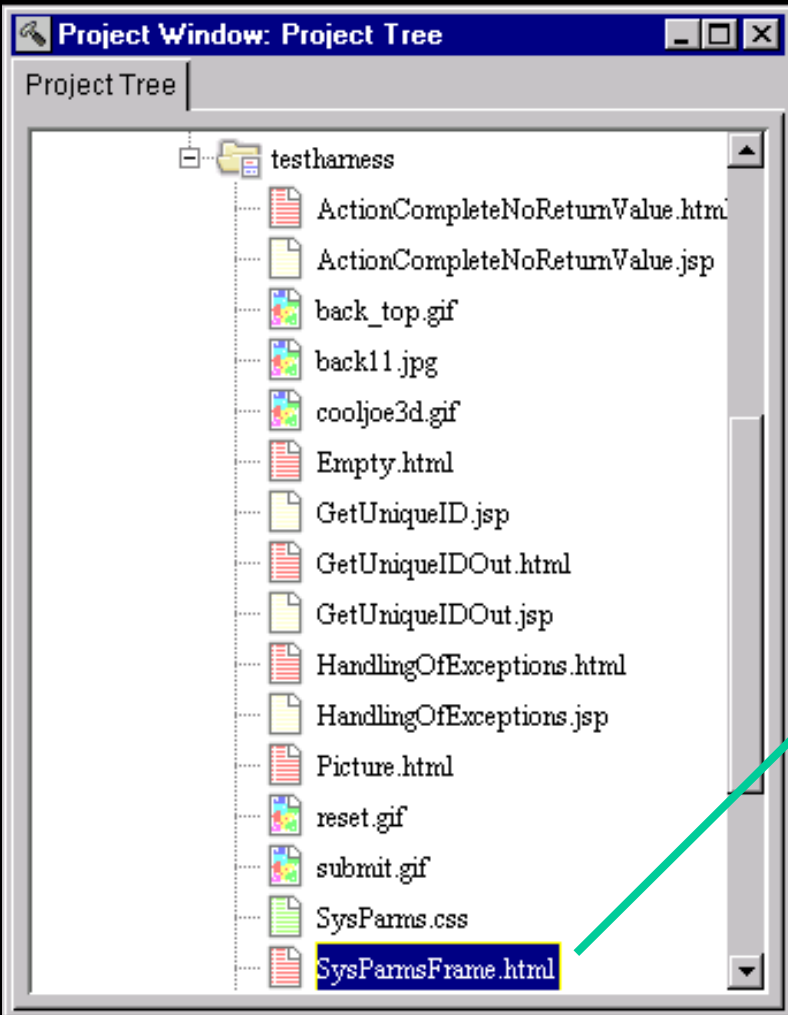 Project Window: Project Tree
Project Tree
testharness
ActionCompleteNoReturnValue.html
ActionCompleteNoReturnValue.jsp
back_top.gif
back11.jpg
cooljoe3d.gif
Empty.html
GetUniqueID.jsp
GetUniqueIDOut.html
GetUniqueIDOut.jsp
HandlingOfExceptions.html
HandlingOfExceptions.jsp
Picture.html
reset.gif
submit.gif
SysParms.css
SysParmsFrame.html